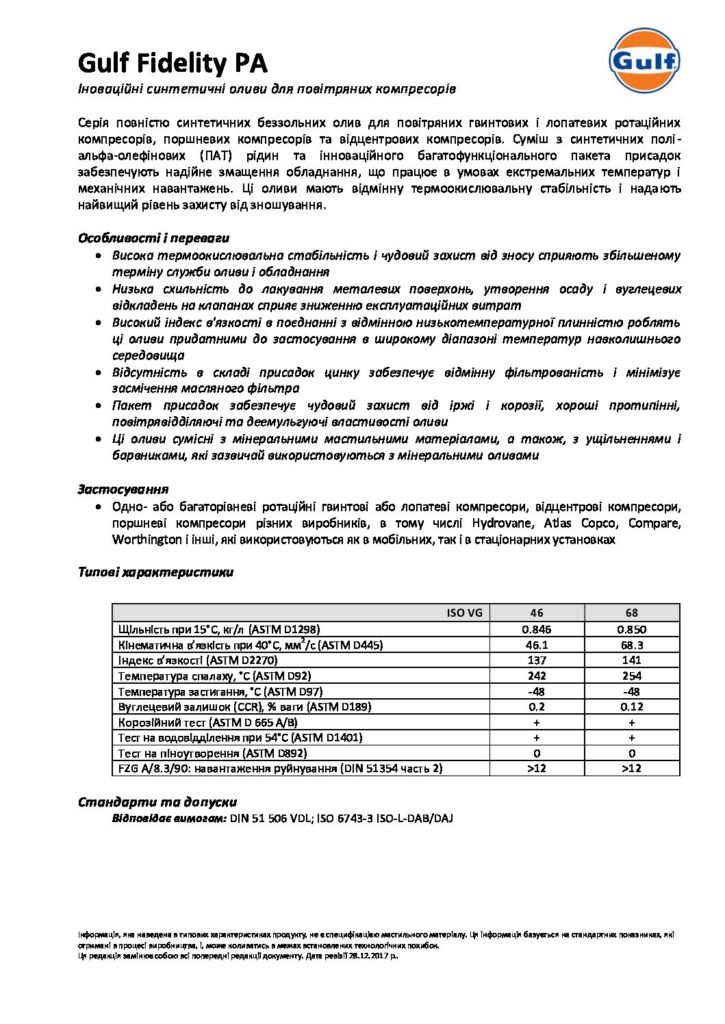 Gulf Fidelity PA
Gulf
Іноваційні синтетичні оливи для повітряних компресорів
Серія повністю синтетичних беззольних олив для повітряних гвинтових і лопатевих ротаційних
компресорів, поршневих компресорів та відцентрових компресорів. Суміш з синтетичних полі-
альфа-олефінових (ПАТ) рідин та інноваційного багатофункціонального пакета присадок
забезпечують надійне змащення обладнання, що працює в умовах екстремальних температур і
механічних навантажень. Ці оливи мають відмінну термоокислювальну стабільність і надають
найвищий рівень захисту від зношування.
Особливості і переваги
• Висока термоокислювальна стабільність і чудовий захист від зносу сприяють збільшеному
терміну служби оливи і обладнання
• Низька схильність до лакування металевих поверхонь, утворення осаду і вуглецевих
відкладень на клапанах сприяє зниженню експлуатаційних витрат
• Високий індекс в'язкості в поєднанні з відмінною низькотемпературної плинністю роблять
ці оливи придатними до застосування в широкому діапазоні температур навколишнього
середовища
• Відсутність в складі присадок цинку забезпечує відмінну фільтрованість і мінімізує
засмічення масляного фільтра
• Пакет присадок забезпечує чудовий захист від іржі і корозії, хороші протипінні,
повітрявідділяючі та деемульгуючі властивості оливи
• Ці оливи сумісні з мінеральними мастильними матеріалами, а також, з ущільненнями і
барвниками, які зазвичай використовуються з мінеральними оливами
Застосування
• Одно- або багаторівневі ротаційні гвинтові або лопатеві компресори, відцентрові компресори,
поршневі компресори різних виробників, в тому числі Hydrovane, Atlas Copco, Compare,
Worthington і інші, які використовуються як в мобільних, так і в стаціонарних установках
Типові характеристики
ISO VG 46 68
Щільність при 15°С, кг/л (ASTM D1298) 0.846 0.850
Кінематична в'язкість при 40°С, мм²/с (ASTM D445) 46.1 68.3
Індекс в'язкості (ASTM D2270) 137 141
Температура спалаху, °С (ASTM D92) 242 254
Температура застигання, °С (ASTM D97) -48 -48
Вуглецевий залишок (CCR), % ваги (ASTM D189) 0.2 0.12
Корозійний тест (ASTM D 665 A/B) + +
Тест на водовідділення при 54°С (ASTM D1401) + +
Тест на піноутворення (ASTM D892) 0 0
FZG A/8.3/90: навантаження руйнування (DIN 51354 часть 2) >12 >12
Стандарти та допуски
Відповідає вимогам: DIN 51 506 VDL; ISO 6743-3 ISO-L-DAB/DAJ
Інформація, яка наведена в типових характеристиках продукту, не є специфікацією мастильного матеріалу. Ця інформація базується на стандартних показниках, які
отримані в процесі виробництва, і, може коливатись в межах встановлених технологічних похибок.
Ця редакція замінює собою всі попередні редакції документу. Дата ревізії 28.12.2017 р..